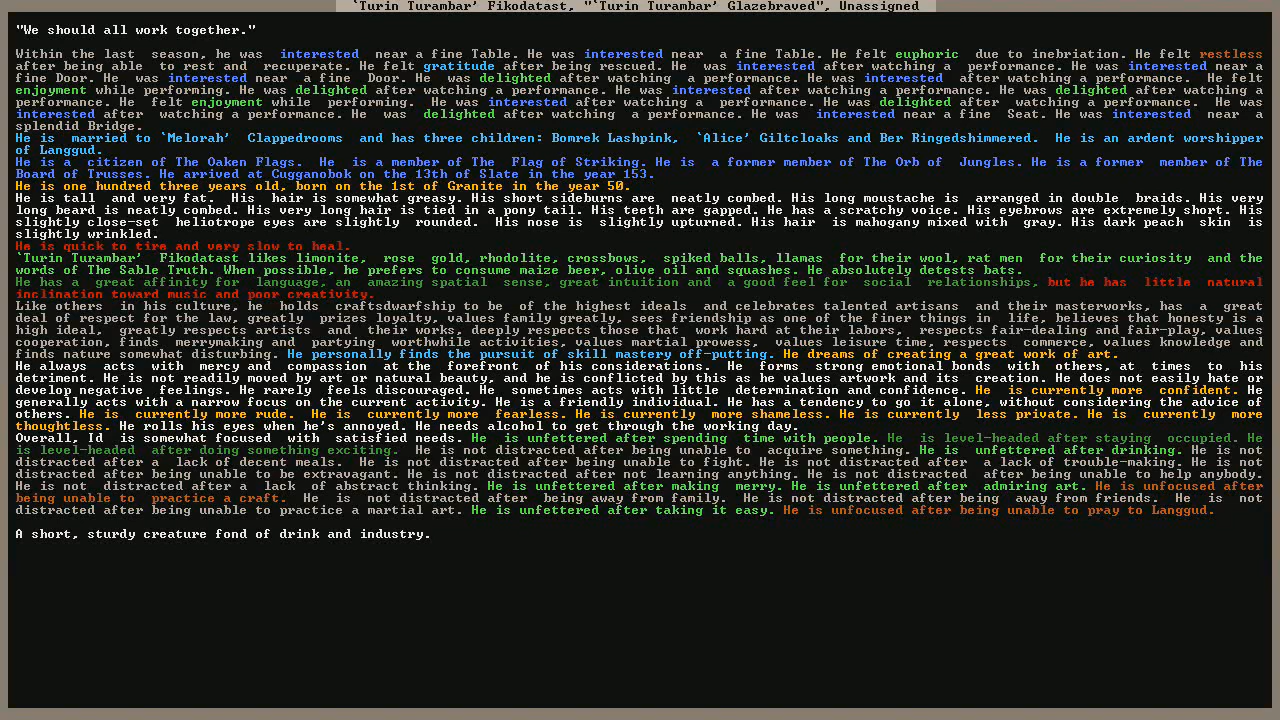 `Turin Turambar' Fikodatast, "`Turin Turambar' Glazebraved", Unassigned
"We should all work together."
Within the last season, he was interested near a fine Table. He was interested near a fine Table. He felt euphoric due to inebriation. He felt restless
after being able to rest and recuperate. He felt gratitude after being rescued. He was interested after watching a performance. He was interested near a
fine Door. He was interested near a fine Door. He was delighted after watching a performance. He was interested after watching a performance. He felt
enjoyment while performing. He was delighted after watching a performance. He was interested after watching a performance. He was delighted after watching a
performance. He felt enjoyment while performing. He was interested after watching a performance. He was delighted after watching a performance. He was
interested after watching a performance. He was delighted after watching a performance. He was interested near a fine Seat. He was interested near a
splendid Bridge.
He is married to `Melorah' Clappedrooms and has three children: Bomrek Lashpink, `Alice' Giltcloaks and Ber Ringedshimmered. He is an ardent worshipper
of Langgud.
He is a citizen of The Oaken Flags. He is a member of The Flag of Striking. He is a former member of The Orb of Jungles. He is a former member of The
Board of Trusses. He arrived at Cugganobok on the 13th of Slate in the year 153.
He is one hundred three years old, born on the 1st of Granite in the year 50.
He is tall and very fat. His hair is somewhat greasy. His short sideburns are neatly combed. His long moustache is arranged in double braids. His very
long beard is neatly combed. His very long hair is tied in a pony tail. His teeth are gapped. He has a scratchy voice. His eyebrows are extremely short. His
slightly close-set heliotrope eyes are slightly rounded. His nose is slightly upturned. His hair is mahogany mixed with gray. His dark peach skin is
slightly wrinkled.
He is quick to tire and very slow to heal.
`Turin Turambar' Fikodatast likes limonite, rose gold, rhodolite, crossbows, spiked balls, llamas for their wool, rat men for their curiosity and the
words of The Sable Truth. When possible, he prefers to consume maize beer, olive oil and squashes. He absolutely detests bats.
He has a great affinity for language, an amazing spatial sense, great intuition and a good feel for social relationships, but he has little natural
inclination toward music and poor creativity.
Like others in his culture, he holds craftsdwarfship to be of the highest ideals and celebrates talented artisans and their masterworks, has a great
deal of respect for the law, greatly prizes loyalty, values family greatly, sees friendship as one of the finer things in life, believes that honesty is a
high ideal, greatly respects artists and their works, deeply respects those that work hard at their labors, respects fair-dealing and fair-play, values
cooperation, finds merrymaking and partying worthwhile activities, values martial prowess, values leisure time, respects commerce, values knowledge and
finds nature somewhat disturbing. He personally finds the pursuit of skill mastery off-putting. He dreams of creating a great work of art.
He always acts with mercy and compassion at the forefront of his considerations. He forms strong emotional bonds with others, at times to his
detriment. He is not readily moved by art or natural beauty, and he is conflicted by this as he values artwork and its creation. He does not easily hate or
develop negative feelings. He rarely feels discouraged. He sometimes acts with little determination and confidence. He is currently more confident. He
generally acts with a narrow focus on the current activity. He is a friendly individual. He has a tendency to go it alone, without considering the advice of
others. He is currently more rude. He is currently more fearless. He is currently more shameless. He is currently less private. He is currently more
thoughtless. He rolls his eyes when he's annoyed. He needs alcohol to get through the working day.
Overall, Id is somewhat focused with satisfied needs. He is unfettered after spending time with people. He is level-headed after staying occupied. He
is level-headed after doing something exciting. He is not distracted after being unable to acquire something. He is unfettered after drinking. He is not
distracted after a lack of decent meals. He is not distracted after being unable to fight. He is not distracted after a lack of trouble-making. He is not
distracted after being unable to be extravagant. He is not distracted after not learning anything. He is not distracted after being unable to help anybody.
He is not distracted after a lack of abstract thinking. He is unfettered after making merry. He is unfettered after admiring art. He is unfocused after
being unable to practice a craft. He is not distracted after being away from family. He is not distracted after being away from friends. He is not
distracted after being unable to practice a martial art. He is unfettered after taking it easy. He is unfocused after being unable to pray to Langgud.
A short, sturdy creature fond of drink and industry.